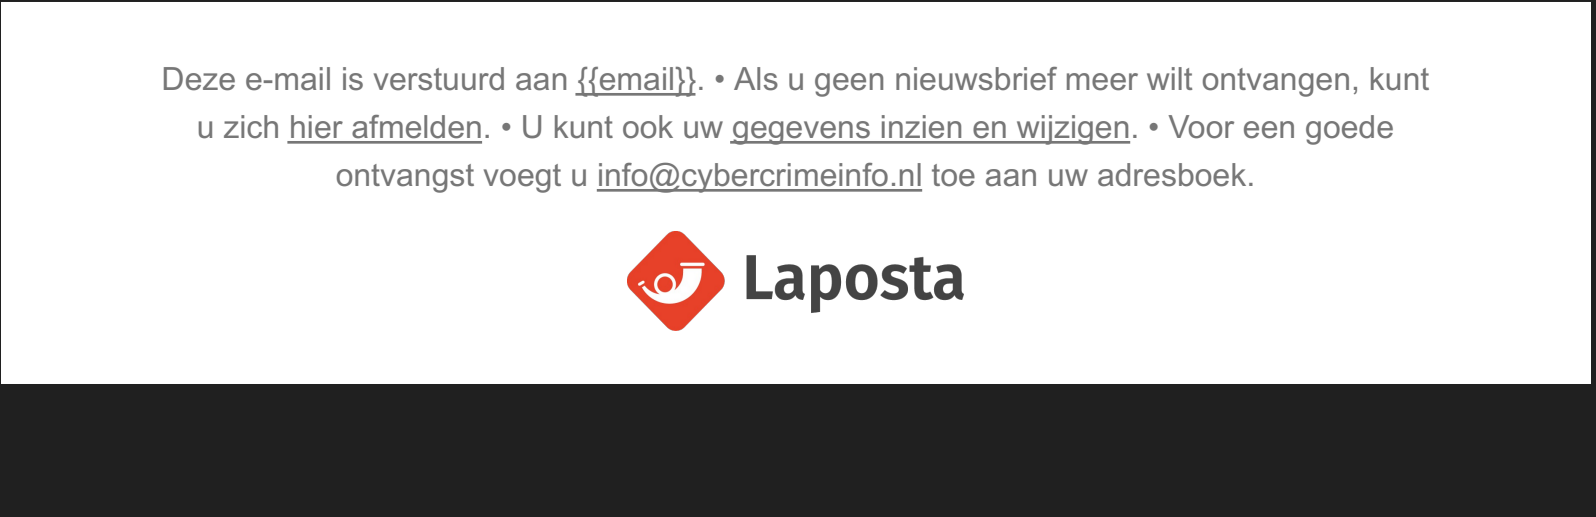 Deze e-mail is verstuurd aan {{email}}. • Als u geen nieuwsbrief meer wilt ontvangen, kunt
u zich hier afmelden. • U kunt ook uw gegevens inzien en wijzigen. • Voor een goede
ontvangst voegt u info@cybercrimeinfo.nl toe aan uw adresboek.
Laposta